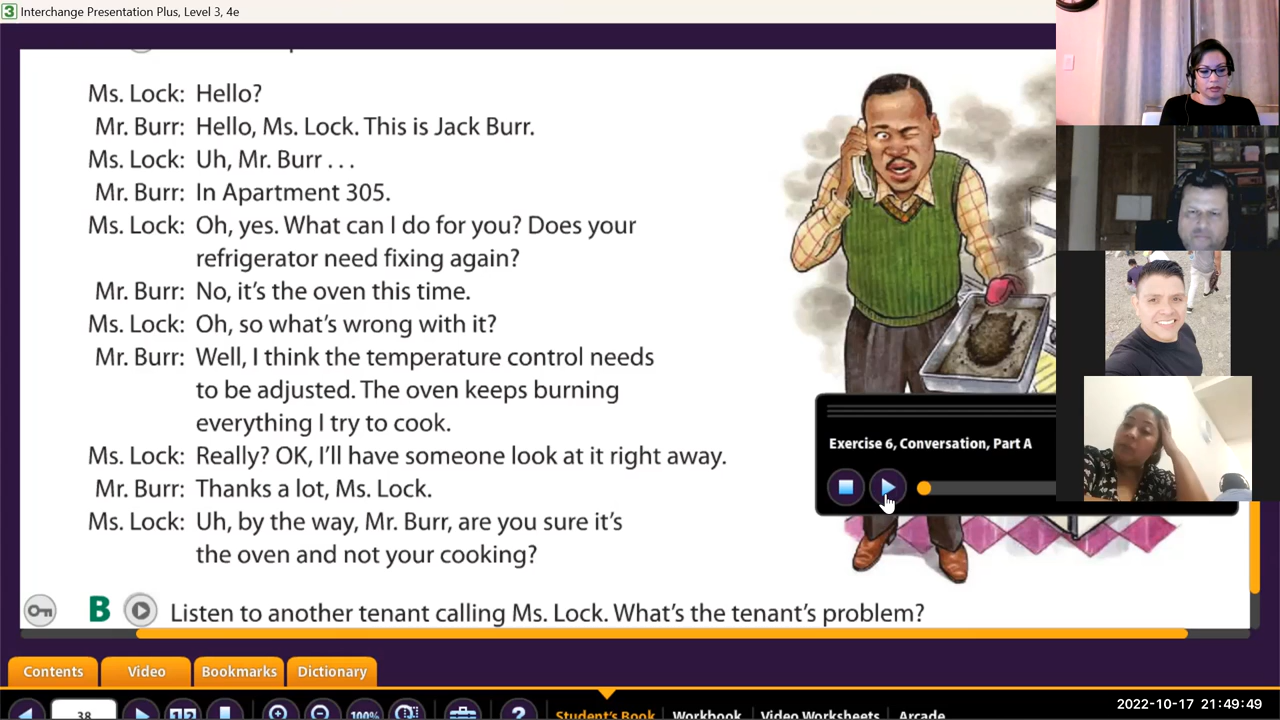 3 Interchange Presentation Plus, Level 3, 4e
Ms. Lock: Hello?
Mr. Burr: Hello, Ms. Lock. This is Jack Burr.
Ms. Lock: Uh, Mr. Burr . . .
Mr. Burr: In Apartment 305.
Ms. Lock: Oh, yes. What can I do for you? Does your
refrigerator need fixing again?
Mr. Burr: No, it's the oven this time.
Ms. Lock: Oh, so what's wrong with it?
Mr. Burr: Well, I think the temperature control needs
to be adjusted. The oven keeps burning
everything I try to cook.
Ms. Lock: Really? OK, I'll have someone look at it right away.
Mr. Burr: Thanks a lot, Ms. Lock.
Ms. Lock: Uh, by the way, Mr. Burr, are you sure it's
the oven and not your cooking?
Exercise 6, Conversation, Part A
B Listen to another tenant calling Ms. Lock. What's the tenant's problem?
Contents Video Bookmarks Dictionary
38 100% ? Student's Book Workbook Video Worksheets Arcade
2022-10-17 21:49:49